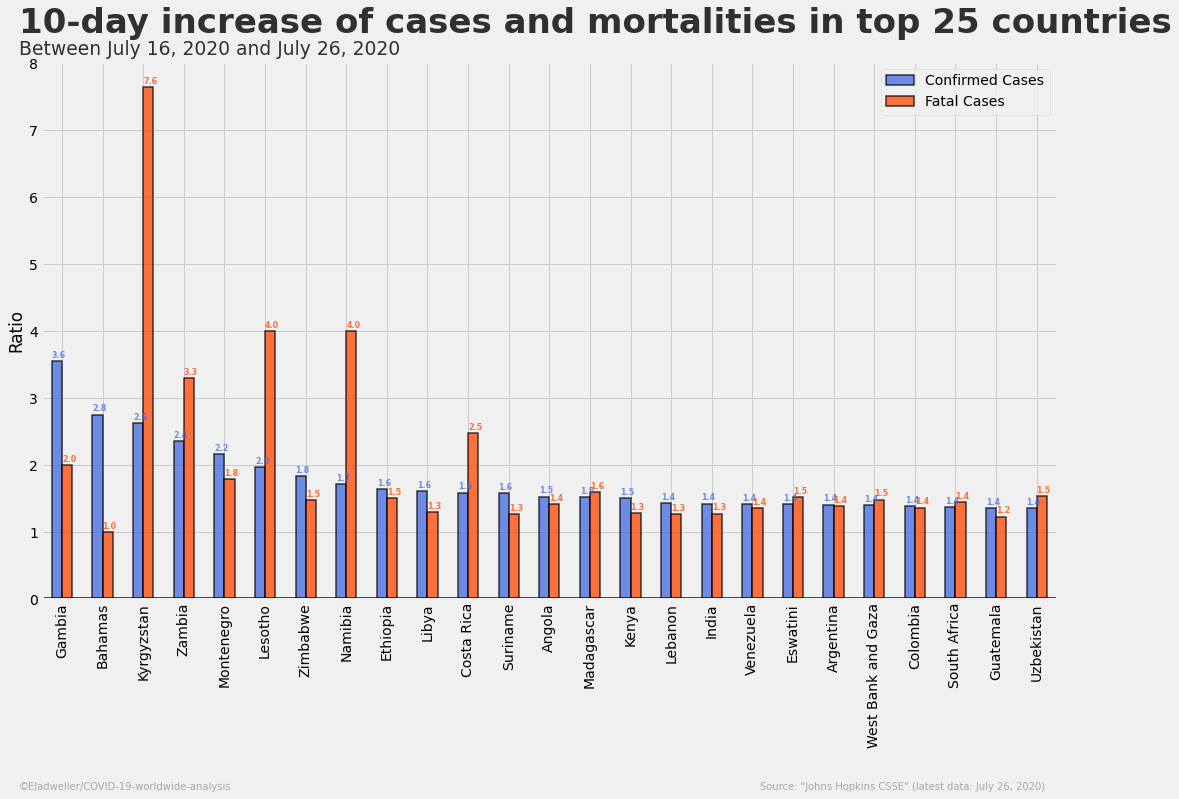 10-day increase of cases and mortalities in top 25 countries
Between July 16, 2020 and July 26, 2020
Confirmed Cases
Fatal Cases
Ratio
8
7
6
5
4
3
2
1
0
3.6 2.0
2.8 1.0
7.6
3.3
2.2 1.8
4.0
1.8 1.5
4.0
1.6 1.5
1.6 1.3
2.5
1.6 1.3
1.5 1.4
1.6
1.5 1.3
1.4 1.3
1.4 1.3
1.4 1.4
1.5
1.4 1.4
1.5
1.4 1.4
1.4
1.4 1.2
1.5
Gambia
Bahamas
Kyrgyzstan
Zambia
Montenegro
Lesotho
Zimbabwe
Namibia
Ethiopia
Libya
Costa Rica
Suriname
Angola
Madagascar
Kenya
Lebanon
India
Venezuela
Eswatini
Argentina
West Bank and Gaza
Colombia
South Africa
Guatemala
Uzbekistan
©Eladweller/COVID-19-worldwide-analysis
Source: "Johns Hopkins CSSE" (latest data: July 26, 2020)